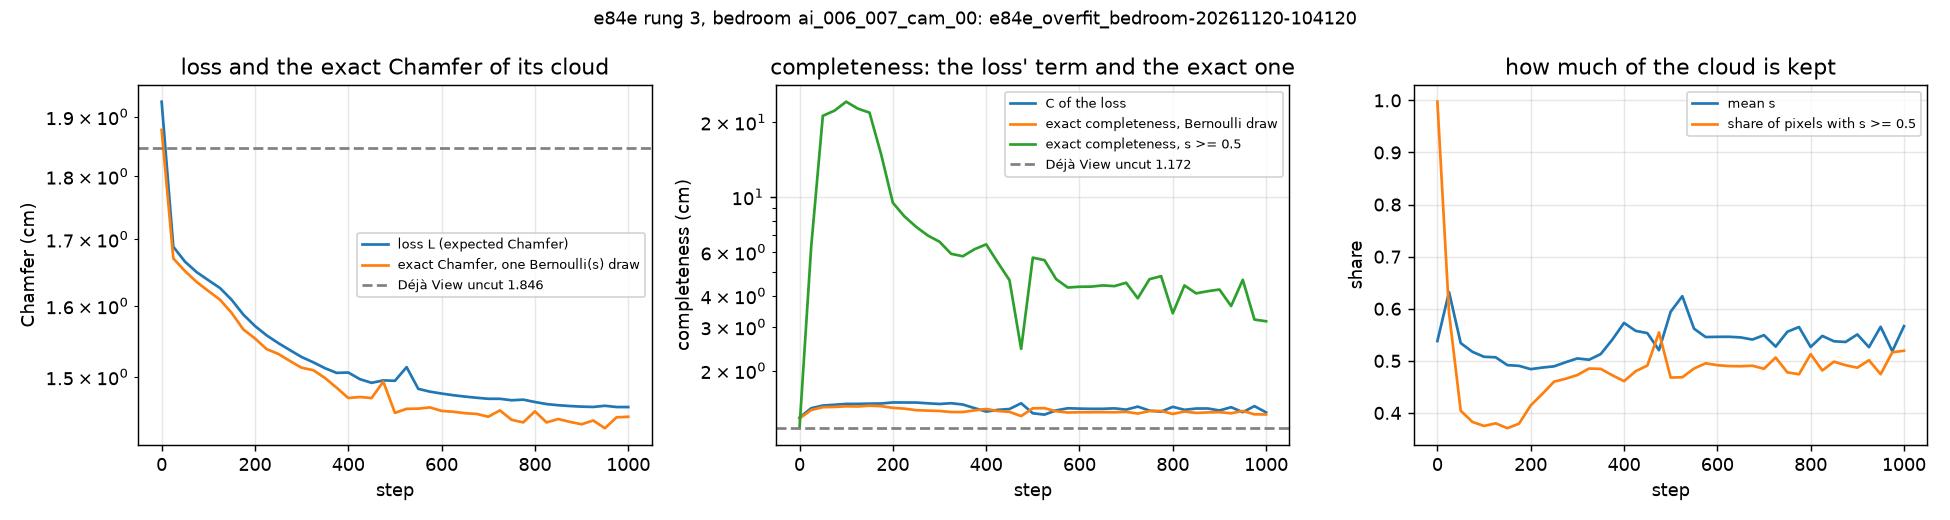 e84e rung 3, bedroom ai_006_007_cam_00: e84e_overfit_bedroom-20261120-104120
loss and the exact Chamfer of its cloud
1.9 × 10⁰
1.8 × 10⁰
1.7 × 10⁰
1.6 × 10⁰
1.5 × 10⁰
Chamfer (cm)
loss L (expected Chamfer)
exact Chamfer, one Bernoulli(s) draw
Déjà View uncut 1.846
0 200 400 600 800 1000
step
completeness: the loss' term and the exact one
2 × 10¹
10¹
6 × 10⁰
4 × 10⁰
3 × 10⁰
2 × 10⁰
completeness (cm)
C of the loss
exact completeness, Bernoulli draw
exact completeness, s >= 0.5
Déjà View uncut 1.172
0 200 400 600 800 1000
step
how much of the cloud is kept
1.0
0.9
0.8
0.7
0.6
0.5
0.4
share
mean s
share of pixels with s >= 0.5
0 200 400 600 800 1000
step